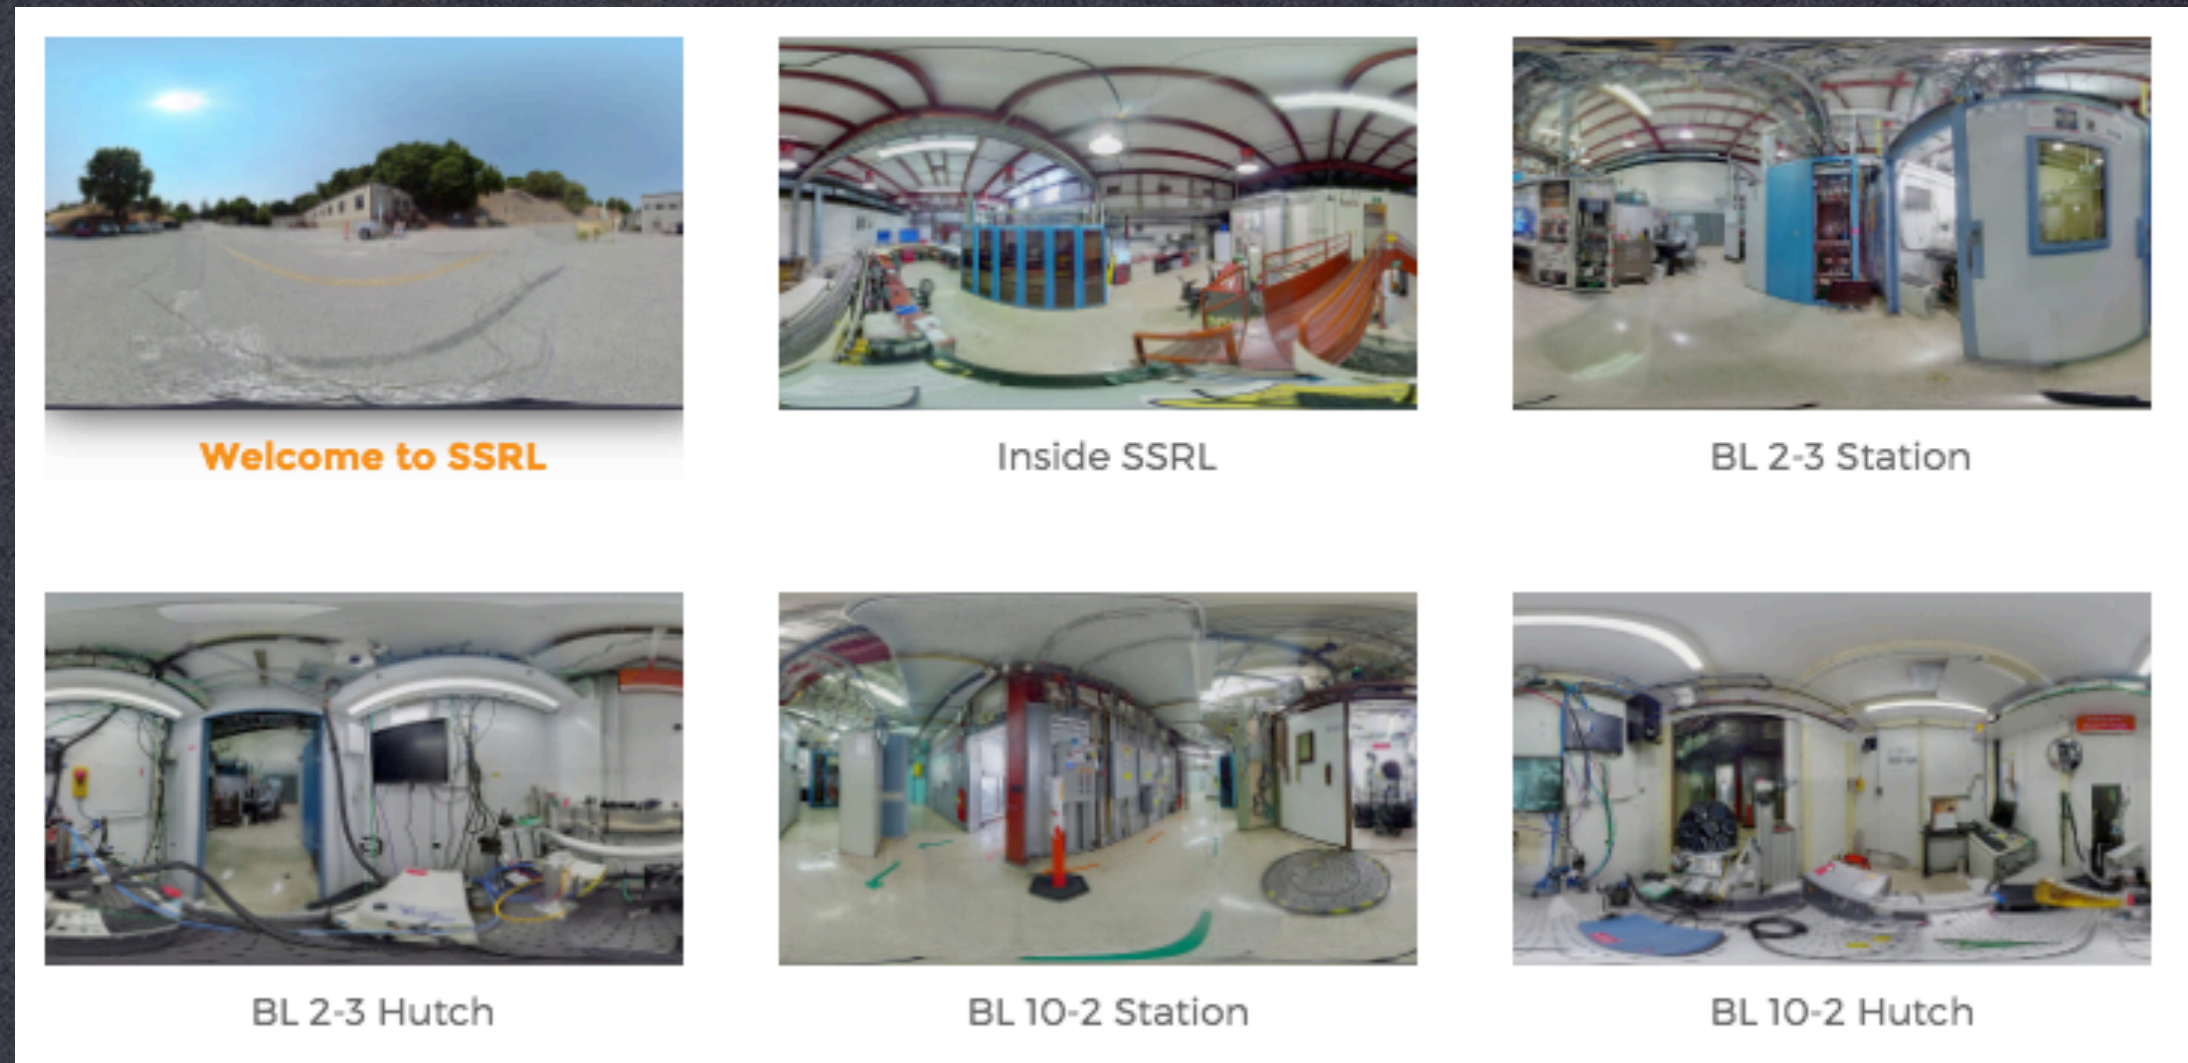 Welcome to SSRL
Inside SSRL
BL 2-3 Station
BL 2-3 Hutch
BL 10-2 Station
BL 10-2 Hutch